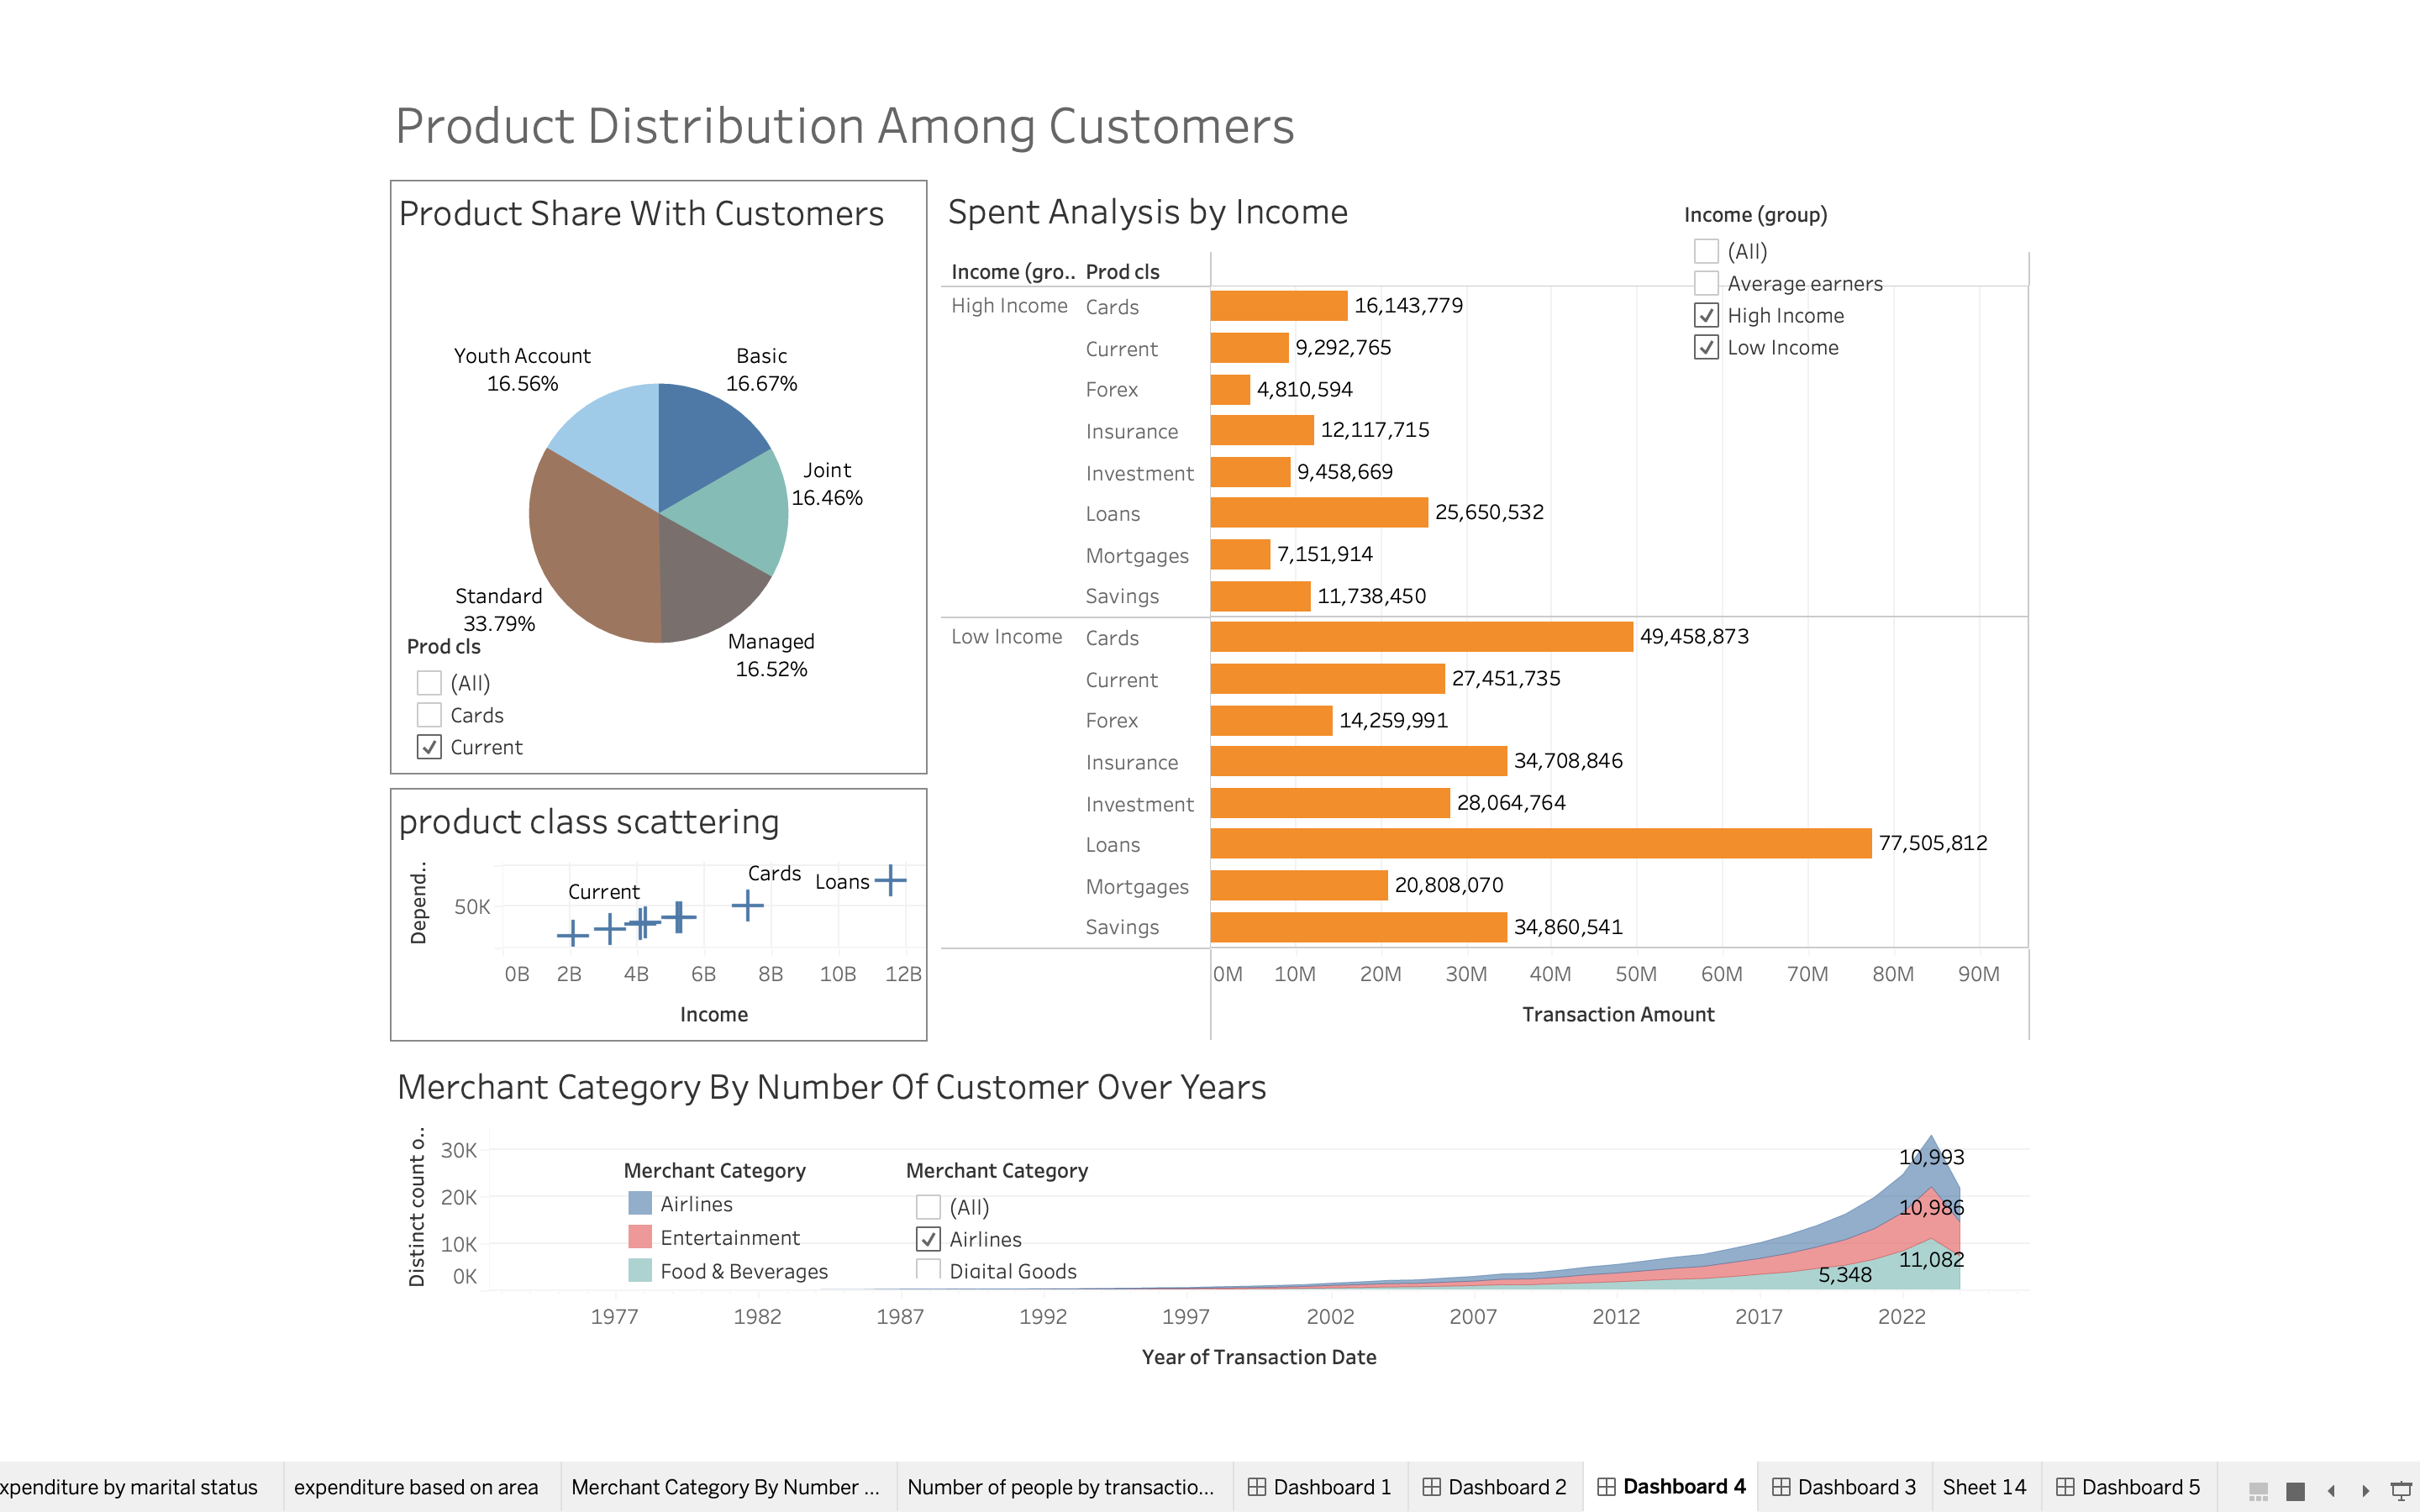 Product Distribution Among Customers
Product Share With Customers
Youth Account
16.56%
Basic
16.67%
Joint
16.46%
Standard
33.79%
Managed
16.52%
Prod cls
(All)
Cards
Current
product class scattering
Depend..
50K
Current
Cards
Loans
0B 2B 4B 6B 8B 10B 12B
Income
Spent Analysis by Income
Income (group)
(All)
Average earners
High Income
Low Income
Income (gro.. Prod cls
High Income Cards 16,143,779
Current 9,292,765
Forex 4,810,594
Insurance 12,117,715
Investment 9,458,669
Loans 25,650,532
Mortgages 7,151,914
Savings 11,738,450
Low Income Cards 49,458,873
Current 27,451,735
Forex 14,259,991
Insurance 34,708,846
Investment 28,064,764
Loans 77,505,812
Mortgages 20,808,070
Savings 34,860,541
0M 10M 20M 30M 40M 50M 60M 70M 80M 90M
Transaction Amount
Merchant Category By Number Of Customer Over Years
Distinct count o..
30K
20K
10K
0K
Merchant Category
Airlines
Entertainment
Food & Beverages
Merchant Category
(All)
Airlines
Digital Goods
10,993
10,986
11,082
5,348
1977 1982 1987 1992 1997 2002 2007 2012 2017 2022
Year of Transaction Date
xpenditure by marital status expenditure based on area Merchant Category By Number ... Number of people by transactio... Dashboard 1 Dashboard 2 Dashboard 4 Dashboard 3 Sheet 14 Dashboard 5